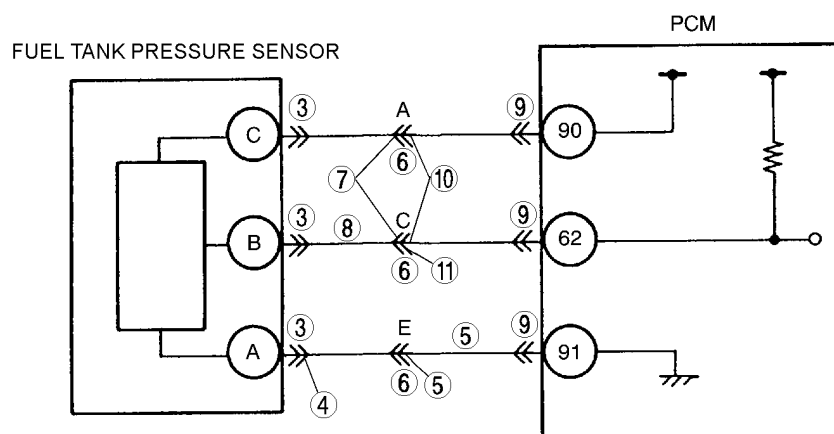 PCM
FUEL TANK PRESSURE SENSOR
C 3 A 9 90
6
7 10
B 3 8 C 9 62
6 11
A 3 E 5 9 91
6 5
4